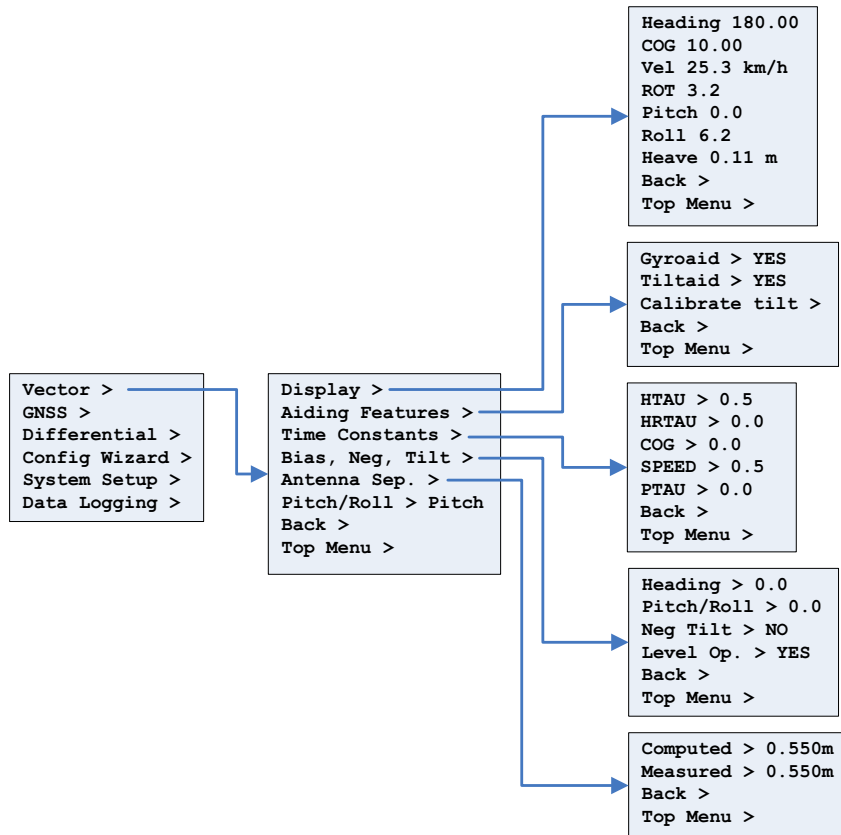 Vector >
GNSS >
Differential >
Config Wizard >
System Setup >
Data Logging >
Display >
Aiding Features >
Time Constants >
Bias, Neg, Tilt >
Antenna Sep. >
Pitch/Roll > Pitch
Back >
Top Menu >
Heading 180.00
COG 10.00
Vel 25.3 km/h
ROT 3.2
Pitch 0.0
Roll 6.2
Heave 0.11 m
Back >
Top Menu >
Gyroaid > YES
Tiltaid > YES
Calibrate tilt >
Back >
Top Menu >
HTAU > 0.5
HRTAU > 0.0
COG > 0.0
SPEED > 0.5
PTAU > 0.0
Back >
Top Menu >
Heading > 0.0
Pitch/Roll > 0.0
Neg Tilt > NO
Level Op. > YES
Back >
Top Menu >
Computed > 0.550m
Measured > 0.550m
Back >
Top Menu >